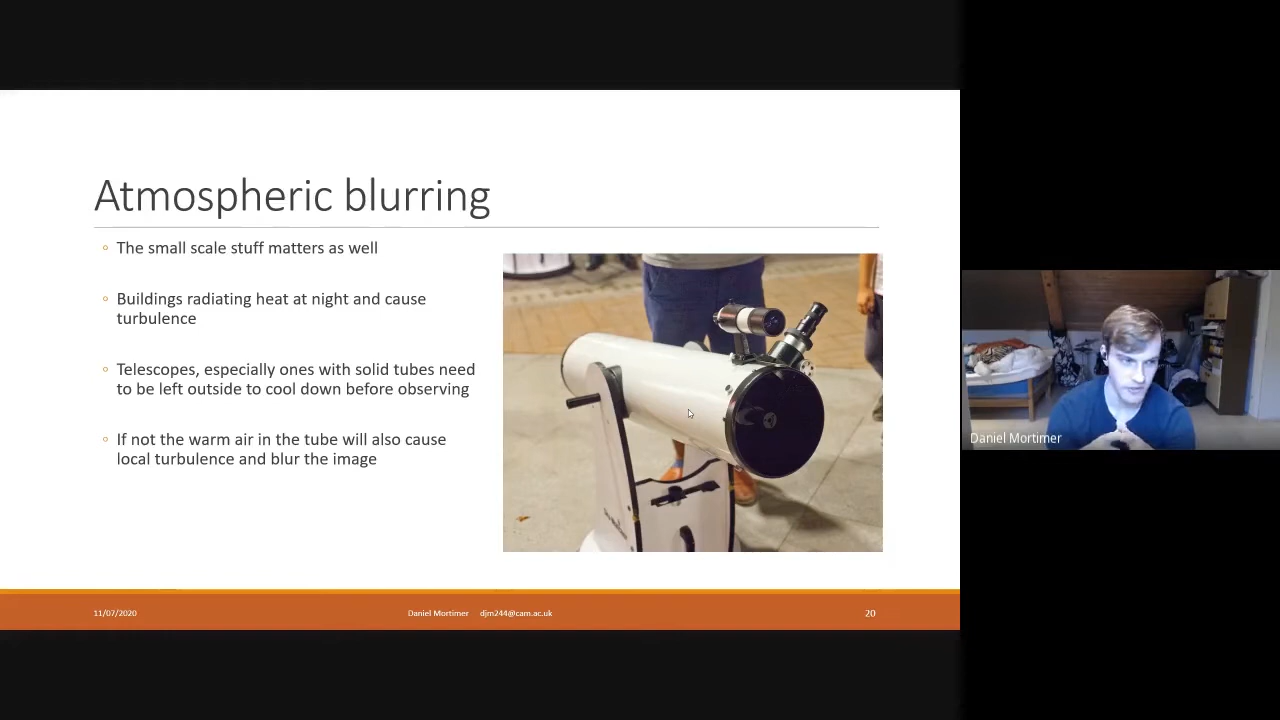 Atmospheric blurring
The small scale stuff matters as well
Buildings radiating heat at night and cause
turbulence
Telescopes, especially ones with solid tubes need
to be left outside to cool down before observing
If not the warm air in the tube will also cause
local turbulence and blur the image
Daniel Mortimer
11/07/2020
Daniel Mortimer djm244@cam.ac.uk
20